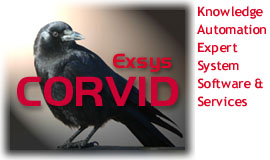 Exsys
CORVID
Knowledge
Automation
Expert
System
Software &
Services